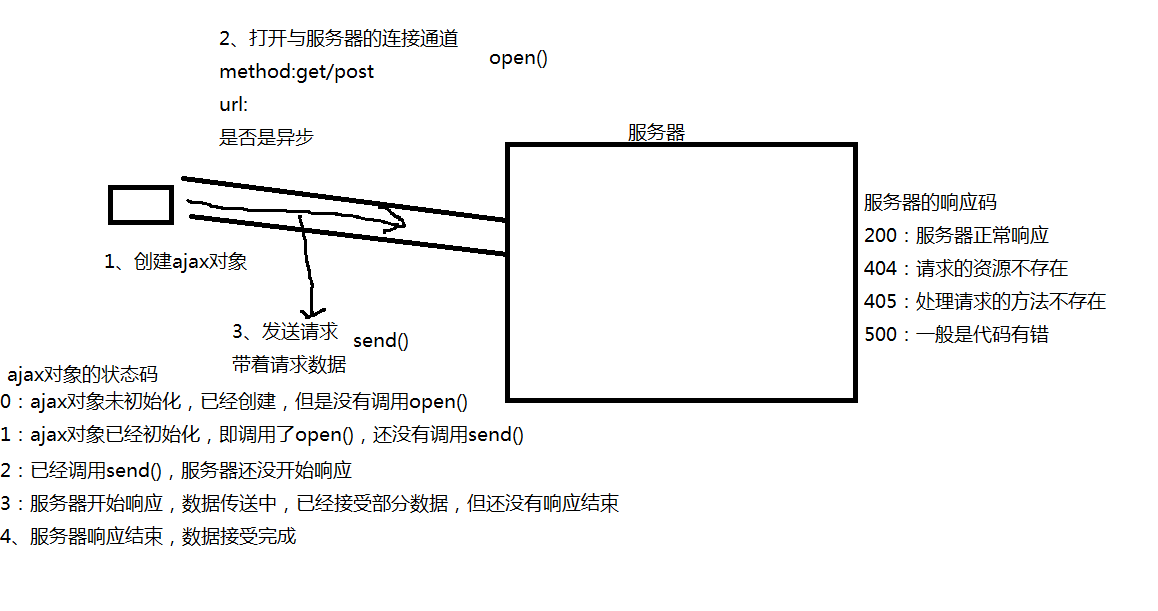 2、打开与服务器的连接通道
open()
method:get/post
url:
是否是异步
服务器
1、创建ajax对象
3、发送请求
send()
带着请求数据
服务器的响应码
200：服务器正常响应
404：请求的资源不存在
405：处理请求的方法不存在
500：一般是代码有错
ajax对象的状态码
0：ajax对象未初始化，已经创建，但是没有调用open()
1：ajax对象已经初始化，即调用了open()，还没有调用send()
2：已经调用send()，服务器还没开始响应
3：服务器开始响应，数据传送中，已经接受部分数据，但还没有响应结束
4、服务器响应结束，数据接受完成